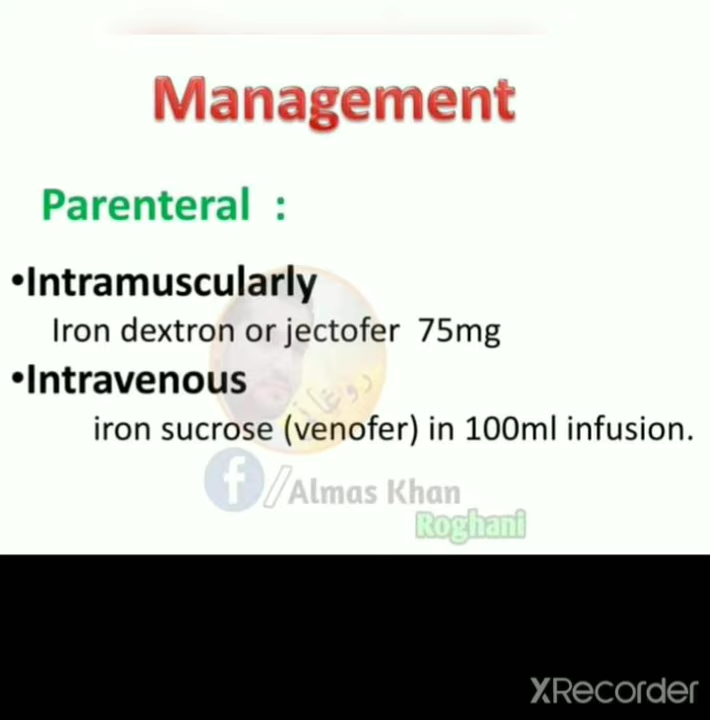 Management
Parenteral :
•Intramuscularly
Iron dextron or jectofer 75mg
•Intravenous
iron sucrose (venofer) in 100ml infusion.
f/Almas Khan
Roghani
XRecorder